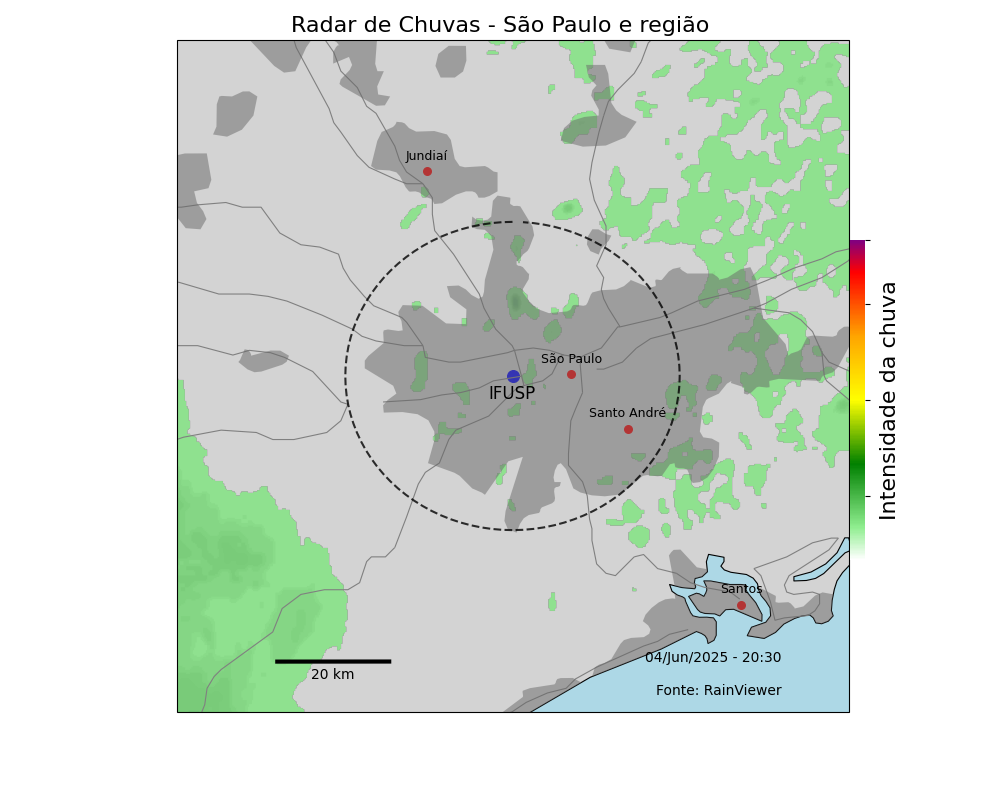 Radar de Chuvas - São Paulo e região
Jundiaí
São Paulo
IFUSP
Santo André
Intensidade da chuva
Santos
04/Jun/2025 - 20:30
20 km
Fonte: RainViewer